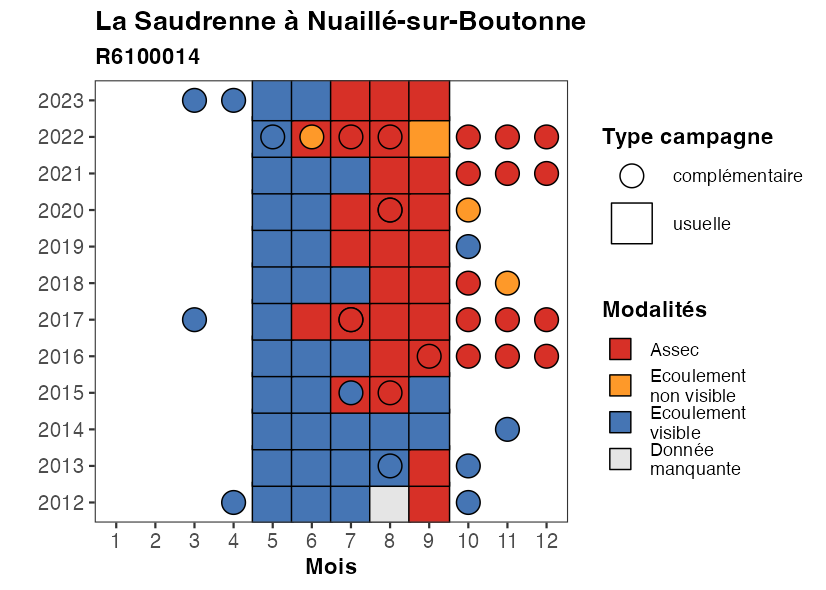 La Saudrenne à Nuaillé-sur-Boutonne
R6100014
2023
2022
2021
2020
2019
2018
2017
2016
2015
2014
2013
2012
1 2 3 4 5 6 7 8 9 10 11 12
Mois
Type campagne
complémentaire
usuelle
Modalités
Assec
Ecoulement
non visible
Ecoulement
visible
Donnée
manquante